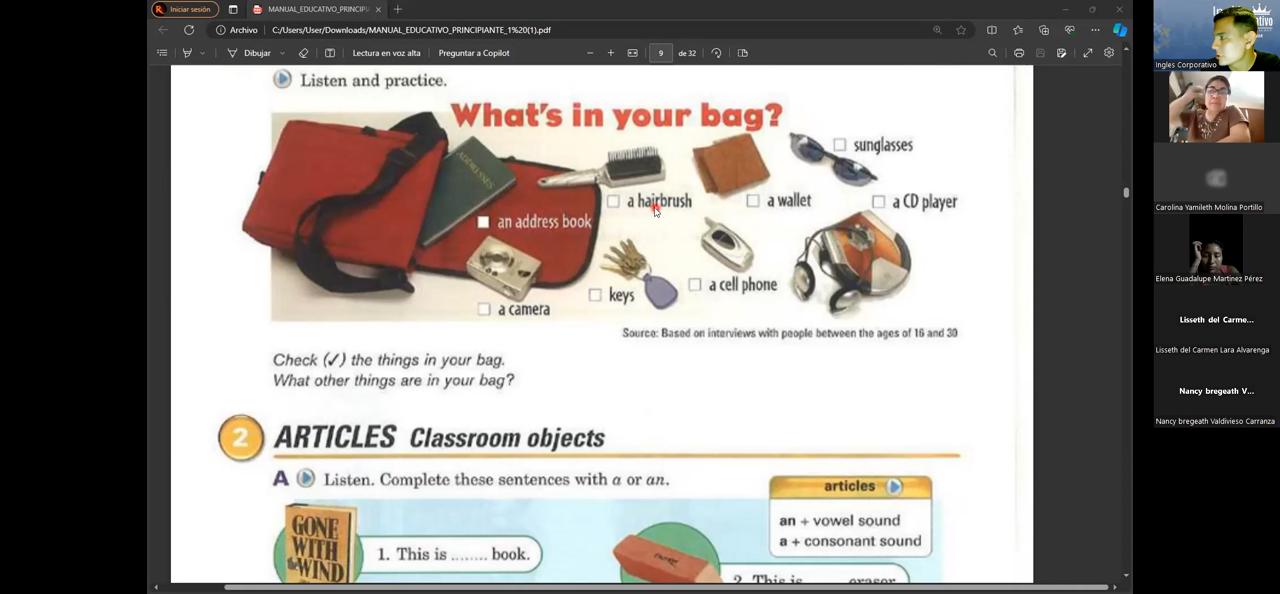 Iniciar sesión
MANUAL_EDUCATIVO_PRINCIPI
Archivo
C:/Users/User/Downloads/MANUAL_EDUCATIVO_PRINCIPIANTE_1%20(1).pdf
Dibujar
Lectura en voz alta
Preguntar a Copilot
9
de 32
Listen and practice.
What's in your bag?
ADDRESSES
sunglasses
a hairbrush
a wallet
a CD player
an address book
a cell phone
keys
a camera
Source: Based on interviews with people between the ages of 16 and 30
Check (✓) the things in your bag.
What other things are in your bag?
2 ARTICLES Classroom objects
A Listen. Complete these sentences with a or an.
articles
an + vowel sound
a + consonant sound
GONE
WITH
the WIND
1. This is ........ book.
2. This is eraser
Ingles Corporativo
Carolina Yamileth Molina Portillo
Elena Guadalupe Martinez Pérez
Lisseth del Carme...
Lisseth del Carmen Lara Alvarenga
Nancy bregeath V...
Nancy bregeath Valdivieso Carranza